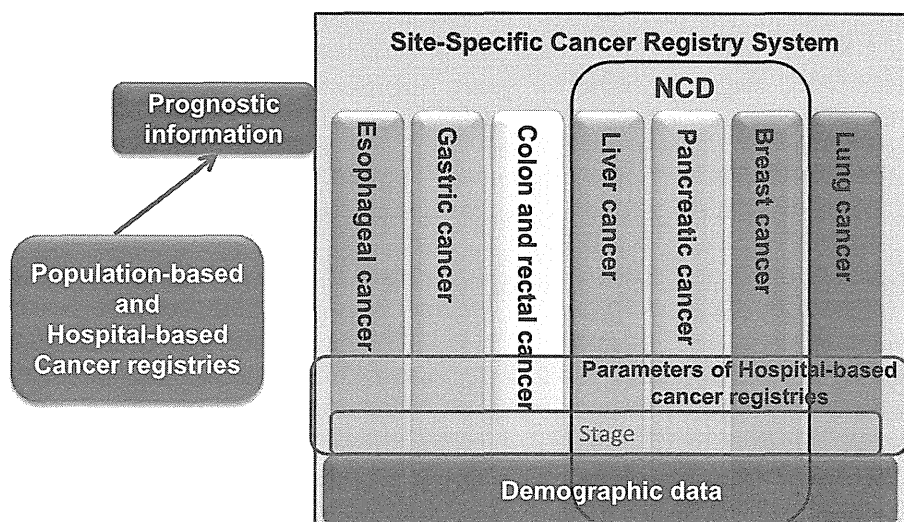 Site-Specific Cancer Registry System
NCD
Prognostic
information
Population-based
and
Hospital-based
Cancer registries
Esophageal cancer
Gastric cancer
Colon and rectal cancer
Liver cancer
Pancreatic cancer
Breast cancer
Lung cancer
Parameters of Hospital-based
cancer registries
Stage
Demographic data